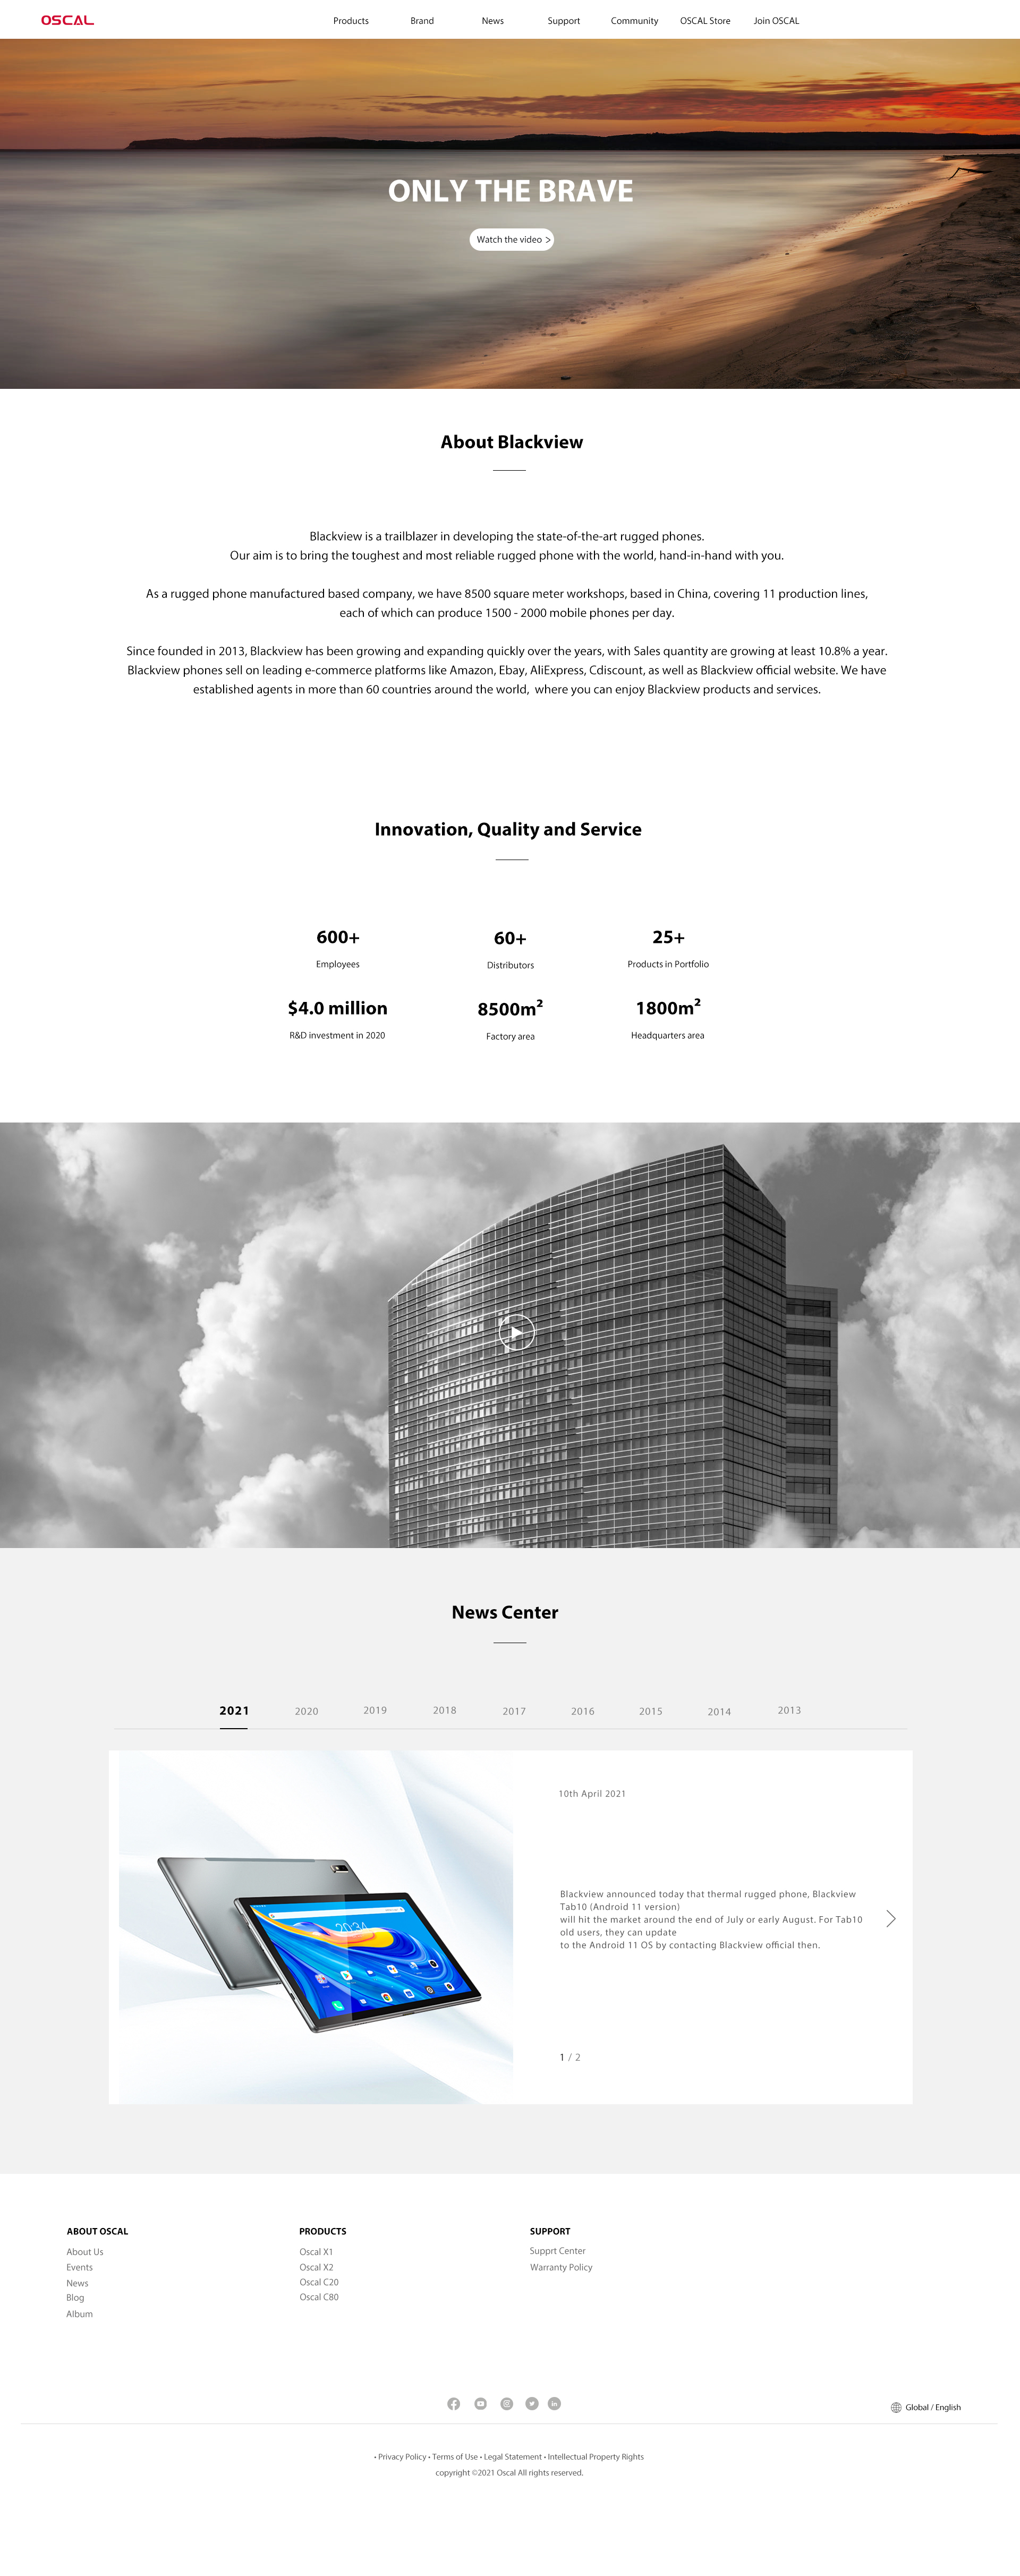 OSCAL
Products Brand News Support Community OSCAL Store Join OSCAL
ONLY THE BRAVE
Watch the video >
About Blackview
Blackview is a trailblazer in developing the state-of-the-art rugged phones.
Our aim is to bring the toughest and most reliable rugged phone with the world, hand-in-hand with you.
As a rugged phone manufactured based company, we have 8500 square meter workshops, based in China, covering 11 production lines,
each of which can produce 1500 - 2000 mobile phones per day.
Since founded in 2013, Blackview has been growing and expanding quickly over the years, with Sales quantity are growing at least 10.8% a year.
Blackview phones sell on leading e-commerce platforms like Amazon, Ebay, AliExpress, Cdiscount, as well as Blackview official website. We have
established agents in more than 60 countries around the world, where you can enjoy Blackview products and services.
Innovation, Quality and Service
600+ 60+ 25+
Employees Distributors Products in Portfolio
$4.0 million 8500m² 1800m²
R&D investment in 2020 Factory area Headquarters area
News Center
2021 2020 2019 2018 2017 2016 2015 2014 2013
10th April 2021
20:34
Blackview announced today that thermal rugged phone, Blackview
Tab10 (Android 11 version)
will hit the market around the end of July or early August. For Tab10
old users, they can update
to the Android 11 OS by contacting Blackview official then.
1 / 2
ABOUT OSCAL
About Us
Events
News
Blog
Album
PRODUCTS
Oscal X1
Oscal X2
Oscal C20
Oscal C80
SUPPORT
Supprt Center
Warranty Policy
Global / English
• Privacy Policy • Terms of Use • Legal Statement • Intellectual Property Rights
copyright ©2021 Oscal All rights reserved.